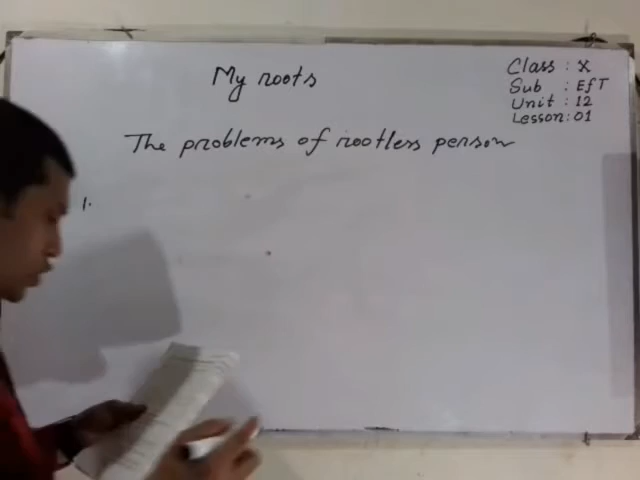 My roots
Class : X
Sub : EfT
Unit : 12
Lesson : 01
The problems of rootless person
1.